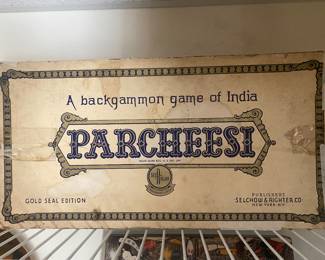 A backgammon game of India
PARCHEESI
GOLD SEAL EDITION
PUBLISHERS
SELCHOW & RIGHTER CO
NEW YORK. N.Y.